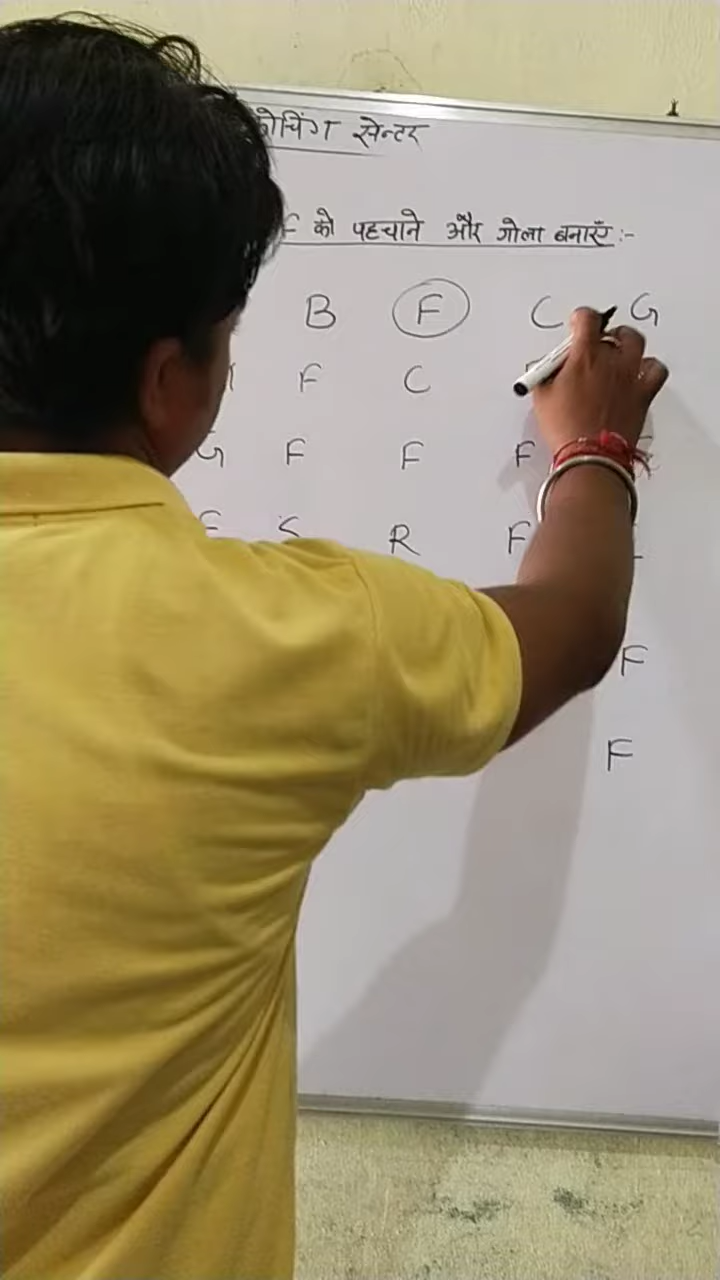 कोचिंग सेन्टर
F को पहचाने और गोला बनाएँ :-
B F C G
F C
G F F F
F S R F
F
F